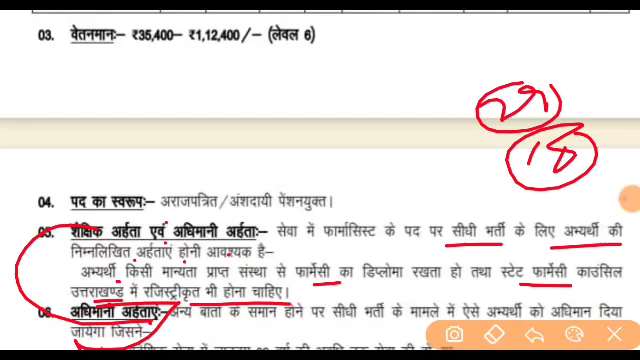 03. वेतनमानः- ₹35,400- ₹1,12,400/- (लेवल 6)
29
18
04. पद का स्वरूपः- अराजपत्रित/अंशदायी पेंशनयुक्त।
05. शैक्षिक अर्हता एवं अधिमानी अर्हताः- सेवा में फार्मासिस्ट के पद पर सीधी भर्ती के लिए अभ्यर्थी की
निम्नलिखित अर्हताएं होनी आवश्यक है-
अभ्यर्थी किसी मान्यता प्राप्त संस्था से फार्मेसी का डिप्लोमा रखता हो तथा स्टेट फार्मेसी काउंसिल
उत्तराखण्ड में रजिस्ट्रीकृत भी होना चाहिए।
06. अधिमानी अर्हताएः- अन्य बातों के समान होने पर सीधी भर्ती के मामले में ऐसे अभ्यर्थी को अधिमान दिया
जायेगा जिसने-